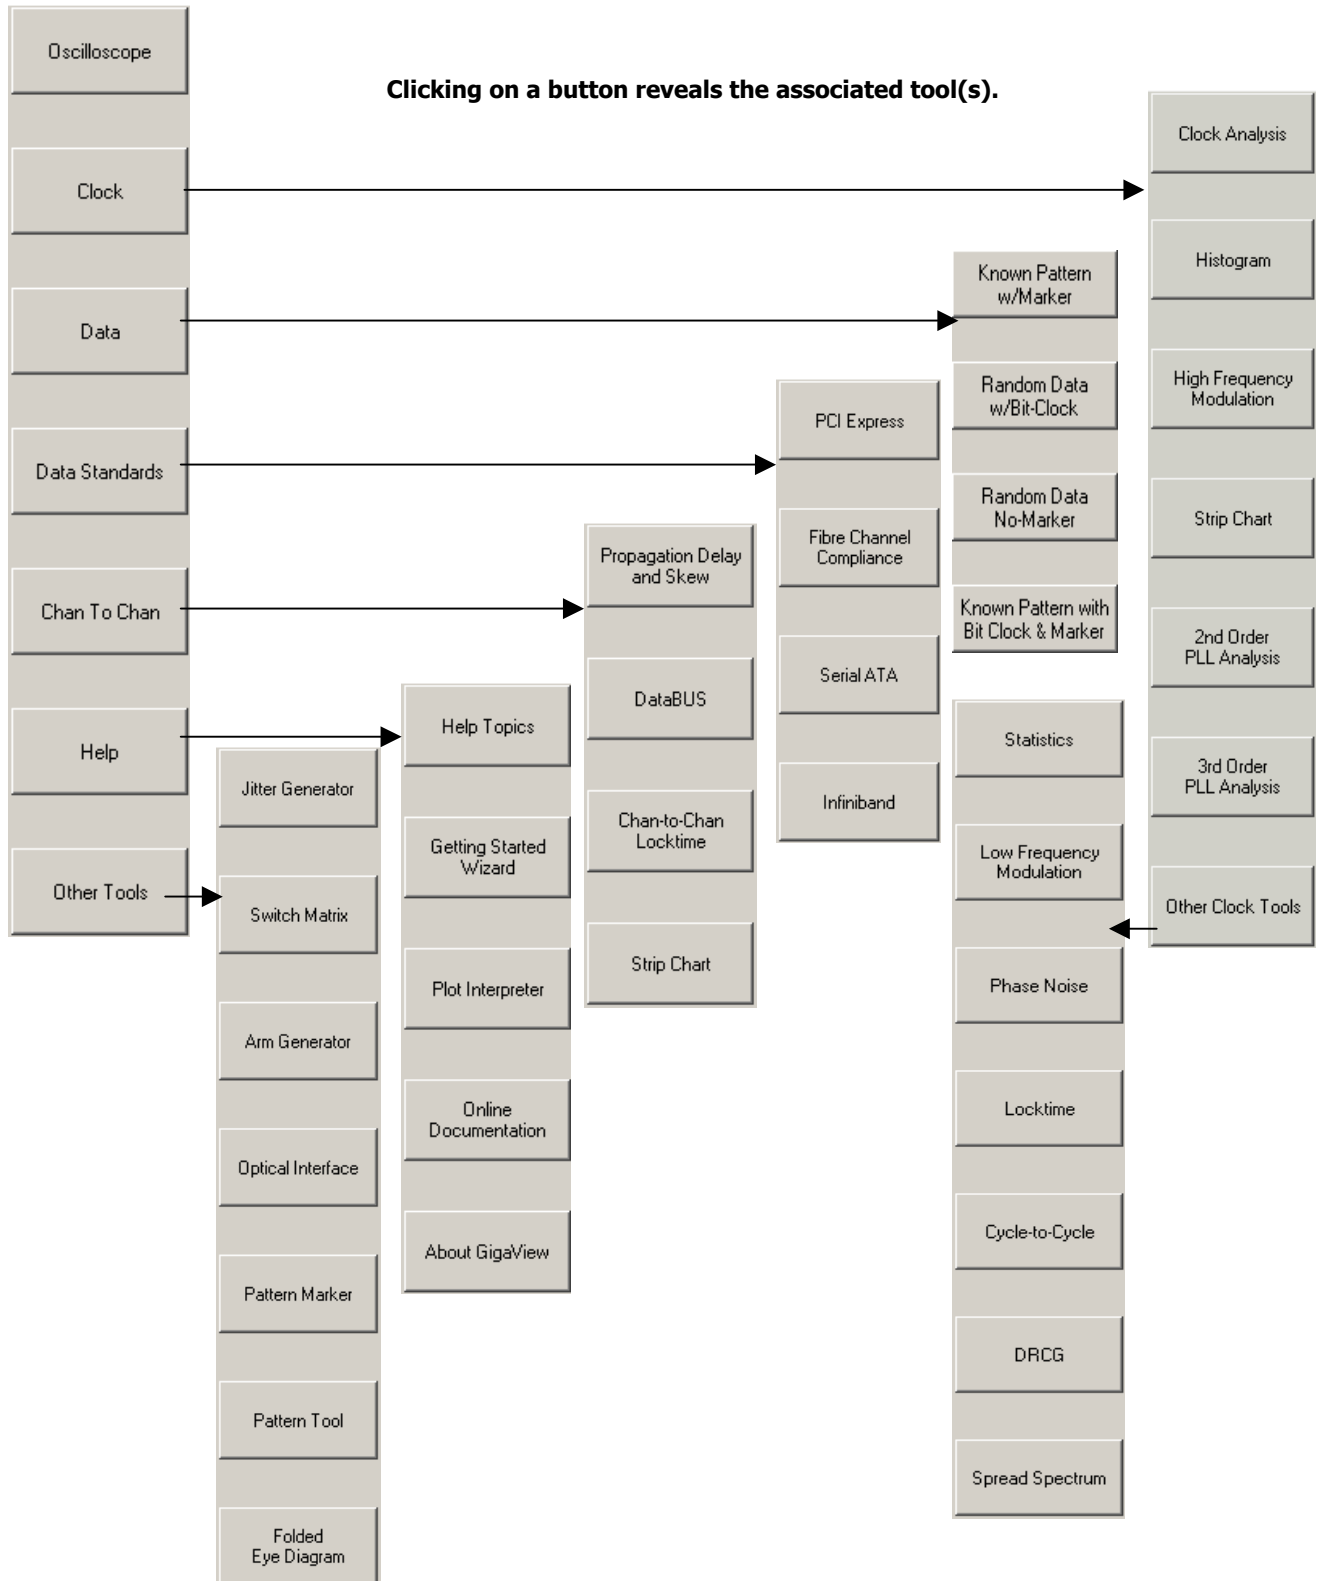 Clicking on a button reveals the associated tool(s).
Oscilloscope
Clock
Data
Data Standards
Chan To Chan
Help
Other Tools
Jitter Generator
Switch Matrix
Arm Generator
Optical Interface
Pattern Marker
Pattern Tool
Folded
Eye Diagram
Help Topics
Getting Started
Wizard
Plot Interpreter
Online
Documentation
About GigaView
Propagation Delay
and Skew
DataBUS
Chan-to-Chan
Locktime
Strip Chart
PCI Express
Fibre Channel
Compliance
Serial ATA
Infiniband
Known Pattern
w/Marker
Random Data
w/Bit-Clock
Random Data
No-Marker
Known Pattern with
Bit Clock & Marker
Statistics
Low Frequency
Modulation
Phase Noise
Locktime
Cycle-to-Cycle
DRCG
Spread Spectrum
Clock Analysis
Histogram
High Frequency
Modulation
Strip Chart
2nd Order
PLL Analysis
3rd Order
PLL Analysis
Other Clock Tools